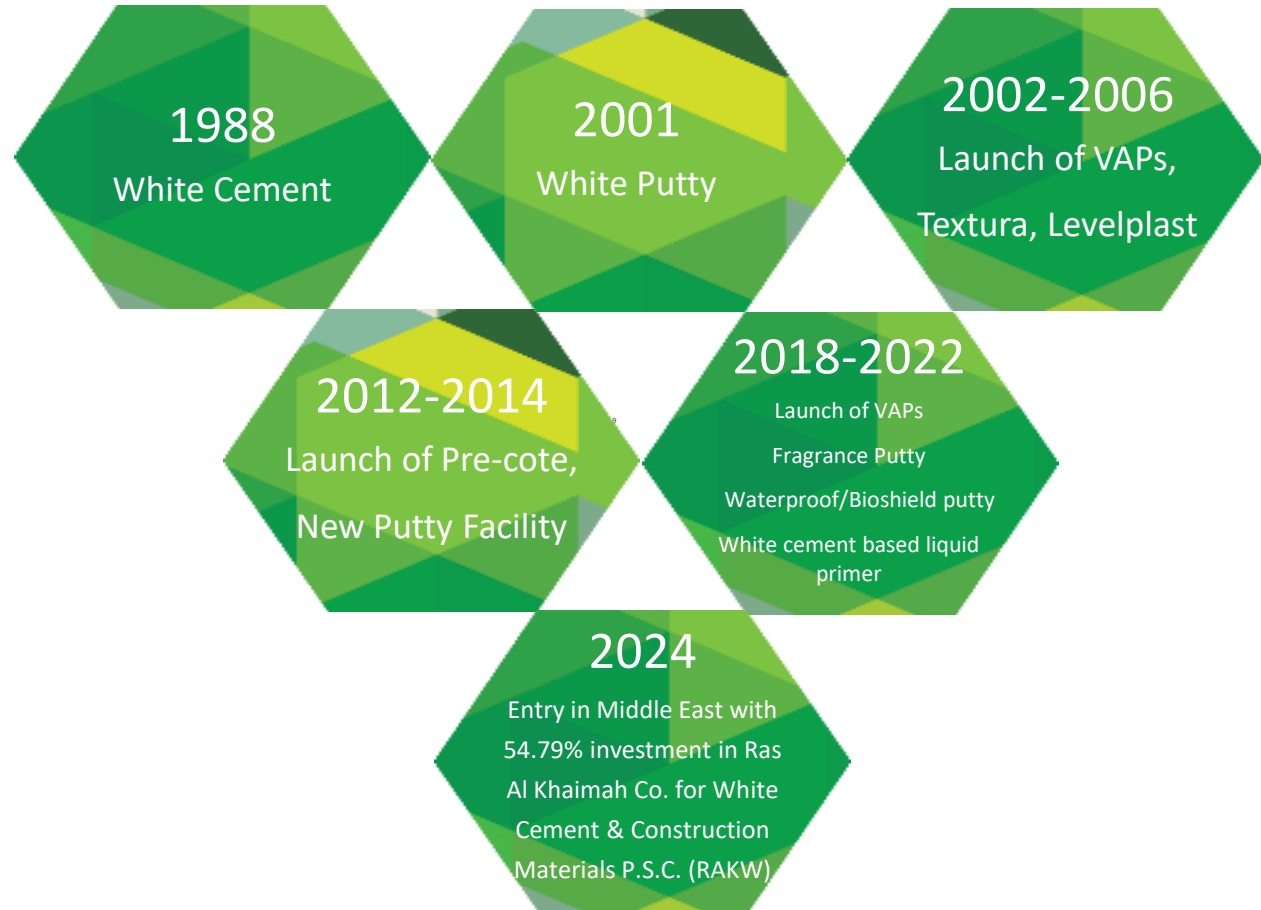 1988
White Cement
2001
White Putty
2002-2006
Launch of VAPs,
Textura, Levelplast
2012-2014
Launch of Pre-cote,
New Putty Facility
2018-2022
Launch of VAPs
Fragrance Putty
Waterproof/Bioshield putty
White cement based liquid
primer
2024
Entry in Middle East with
54.79% investment in Ras
Al Khaimah Co. for White
Cement & Construction
Materials P.S.C. (RAKW)